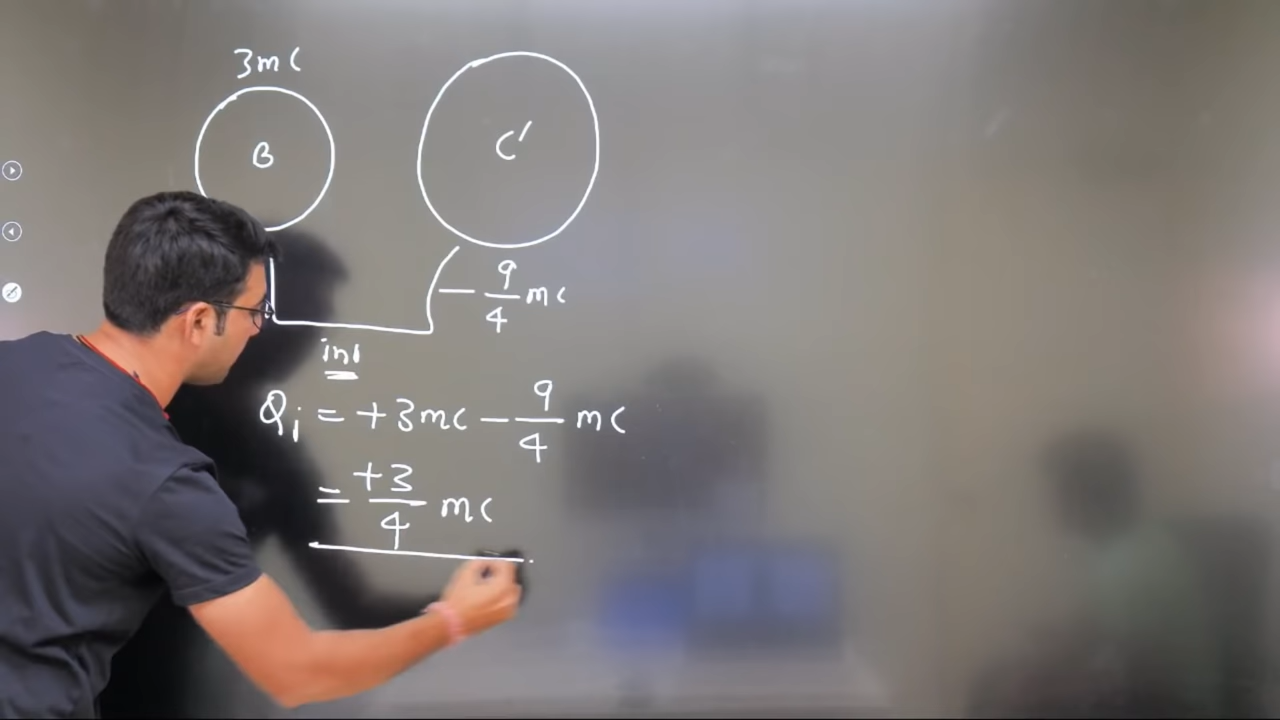 3mC
B
C′
− 9/4 mC
ini
Qi = +3mC − 9/4 mC
= +3/4 mC